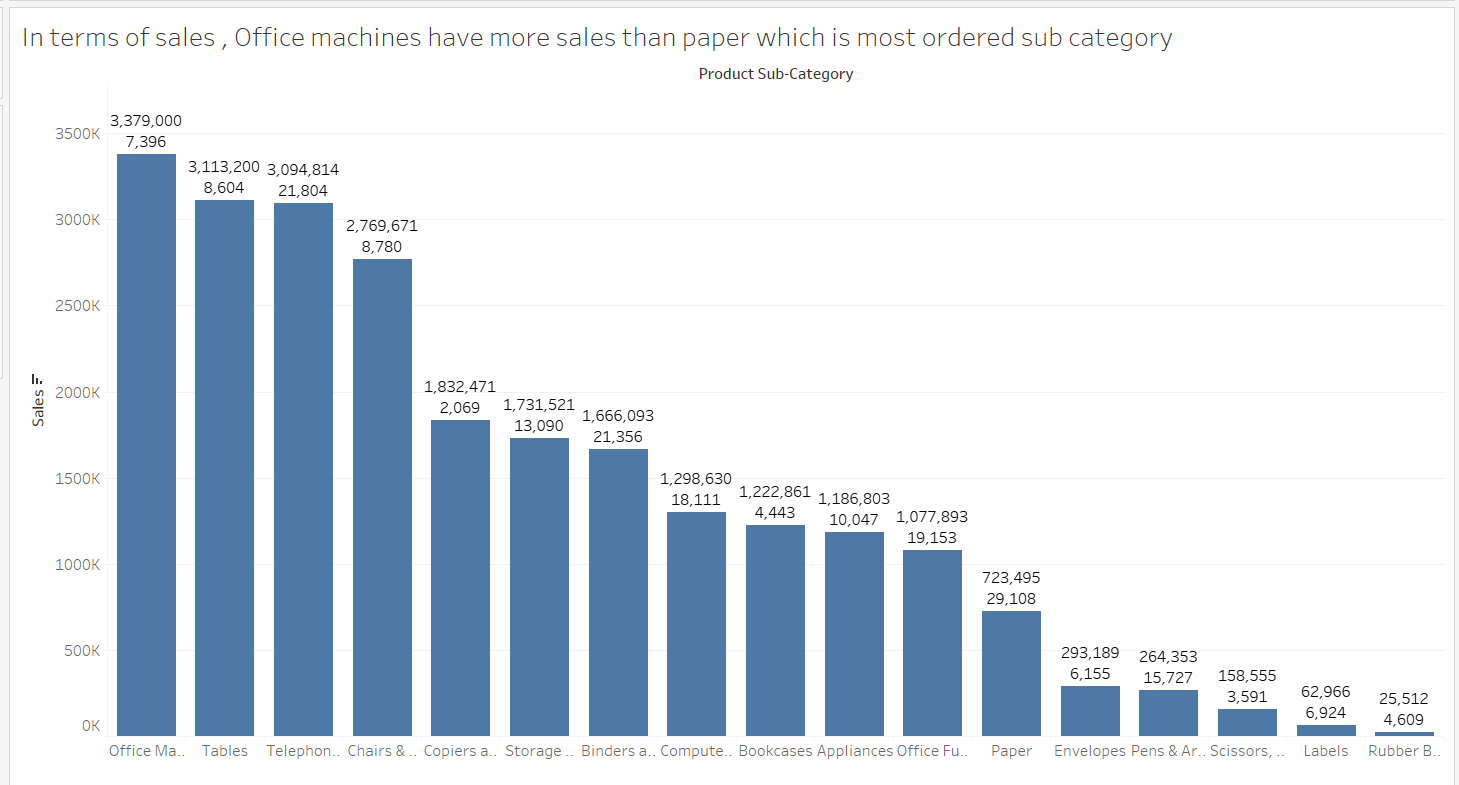 In terms of sales , Office machines have more sales than paper which is most ordered sub category
Product Sub-Category
Sales
3500K
3000K
2500K
2000K
1500K
1000K
500K
0K
3,379,000
7,396
3,113,200
8,604
3,094,814
21,804
2,769,671
8,780
1,832,471
2,069
1,731,521
13,090
1,666,093
21,356
1,298,630
18,111
1,222,861
4,443
1,186,803
10,047
1,077,893
19,153
723,495
29,108
293,189
6,155
264,353
15,727
158,555
3,591
62,966
6,924
25,512
4,609
Office Ma.. Tables Telephon.. Chairs & .. Copiers a.. Storage .. Binders a.. Compute.. Bookcases Appliances Office Fu.. Paper Envelopes Pens & Ar.. Scissors, .. Labels Rubber B..